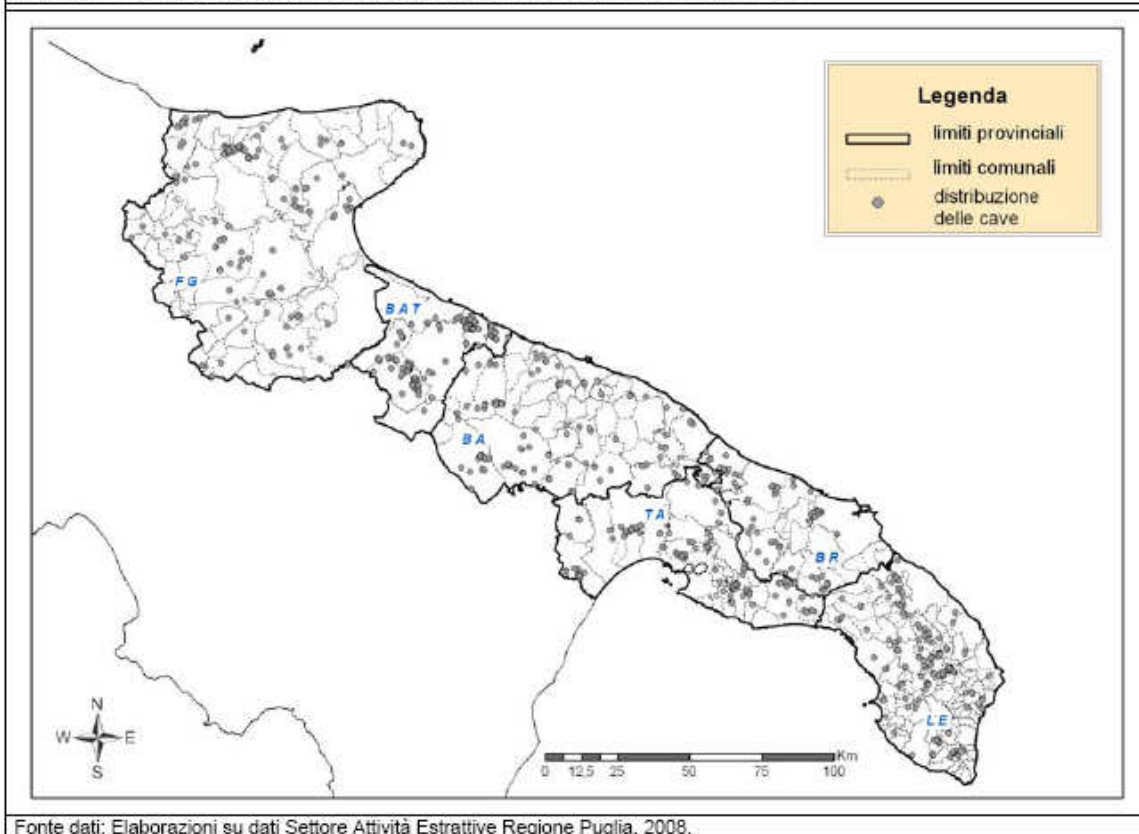 Legenda
limiti provinciali
limiti comunali
distribuzione
delle cave
FG
BAT
BA
TA
BR
LE
N
W E
S
Km
0 12,5 25 50 75 100
Fonte dati: Elaborazioni su dati Settore Attività Estrattive Regione Puglia, 2008.